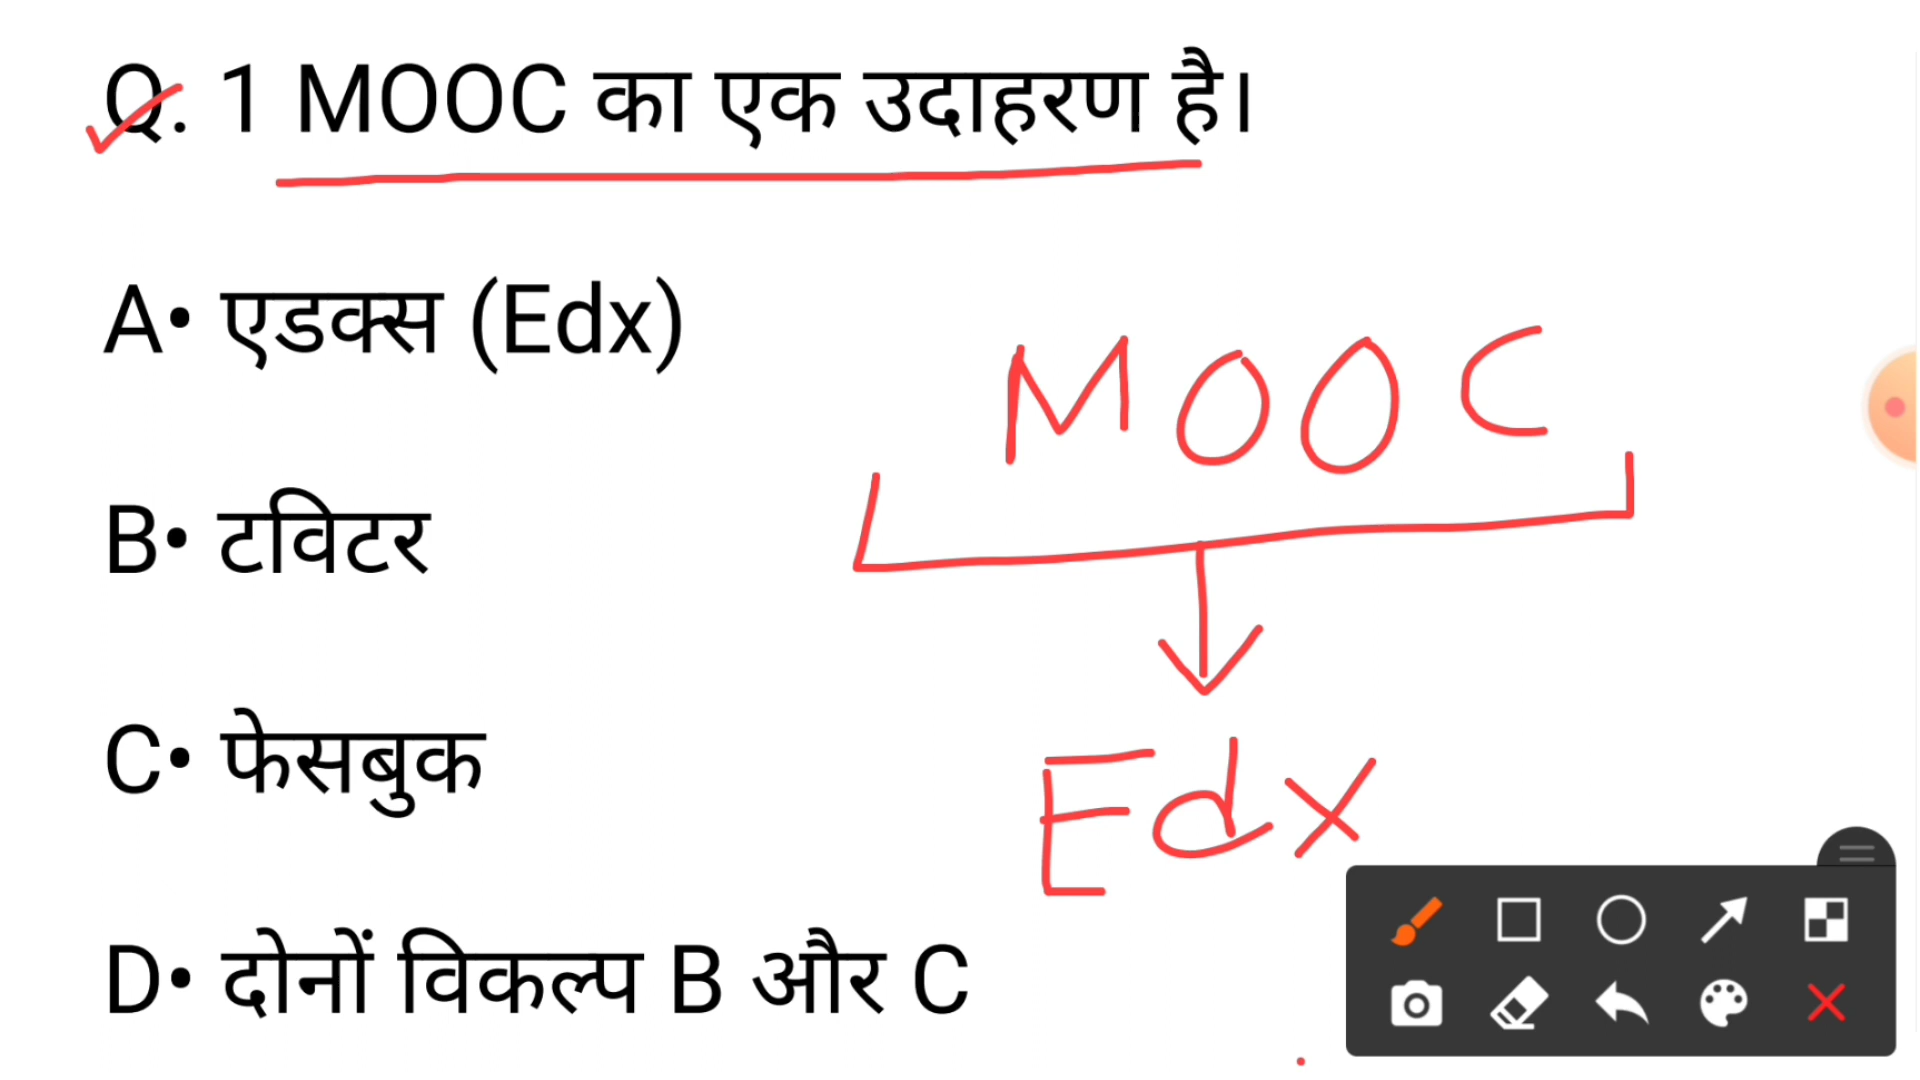 Q. 1 MOOC का एक उदाहरण है।
A• एडक्स (Edx)
B• टविटर
C• फेसबुक
D• दोनों विकल्प B और C
MOOC
Edx